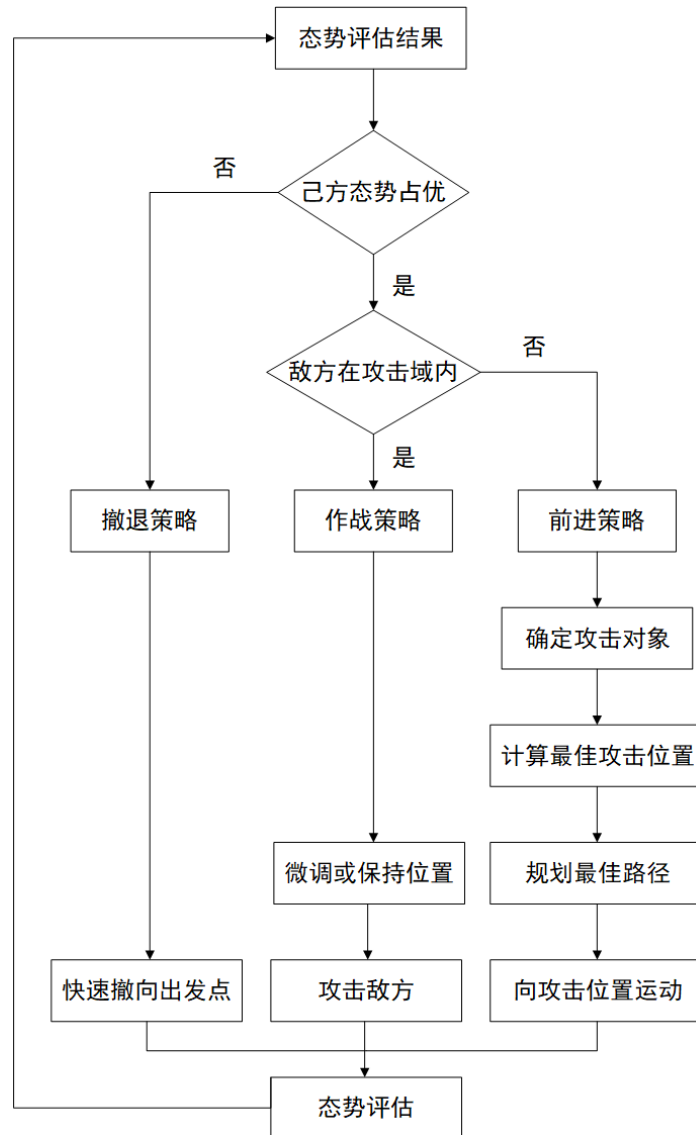 态势评估结果
否
己方态势占优
是
否
敌方在攻击域内
是
撤退策略
作战策略
前进策略
确定攻击对象
计算最佳攻击位置
微调或保持位置
规划最佳路径
快速撤向出发点
攻击敌方
向攻击位置运动
态势评估